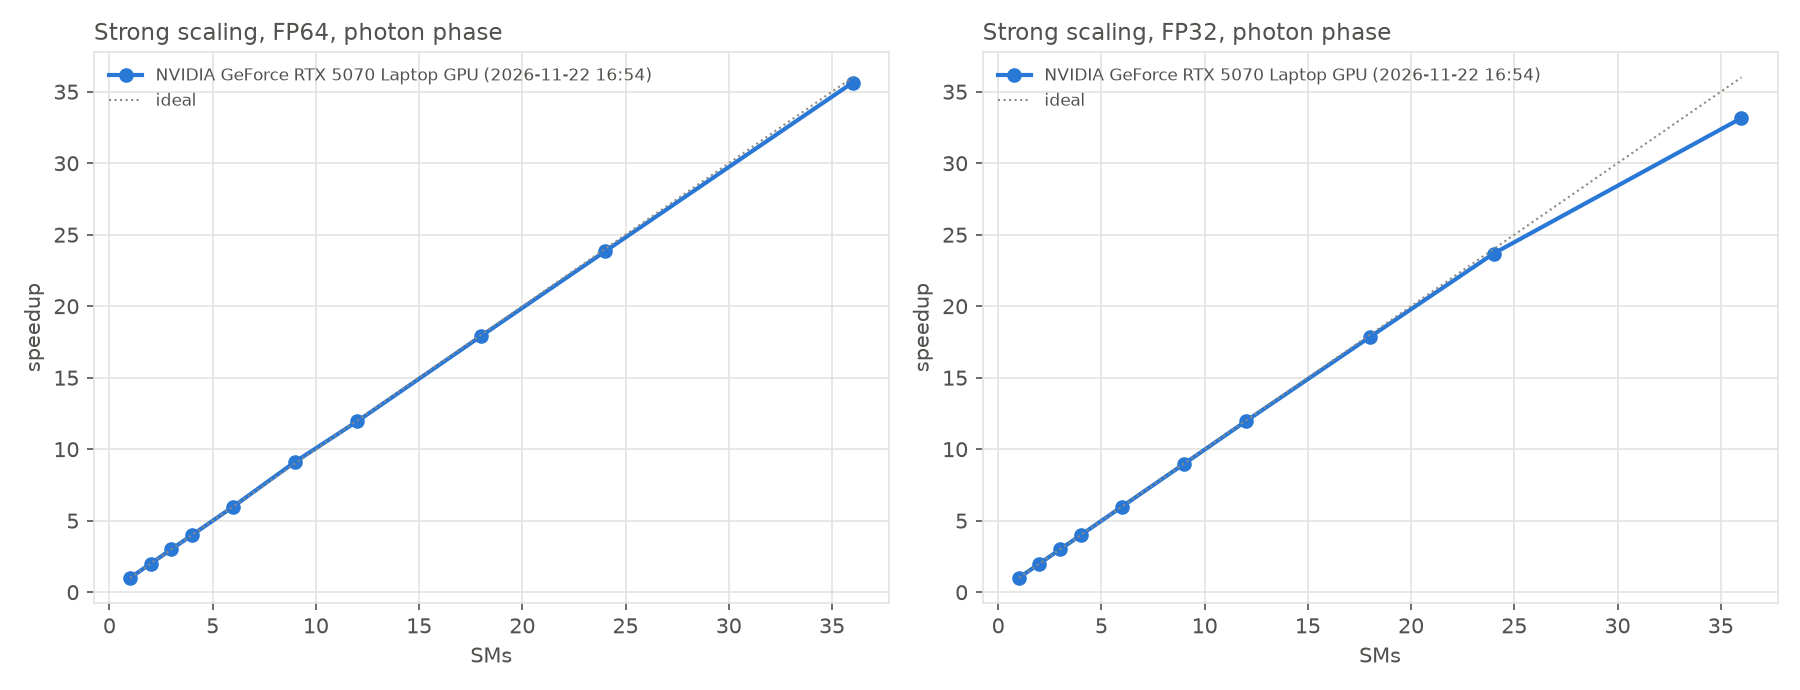 Strong scaling, FP64, photon phase
NVIDIA GeForce RTX 5070 Laptop GPU (2026-11-22 16:54)
ideal
35
30
25
20
15
10
5
0
speedup
0 5 10 15 20 25 30 35
SMs
Strong scaling, FP32, photon phase
NVIDIA GeForce RTX 5070 Laptop GPU (2026-11-22 16:54)
ideal
35
30
25
20
15
10
5
0
speedup
0 5 10 15 20 25 30 35
SMs